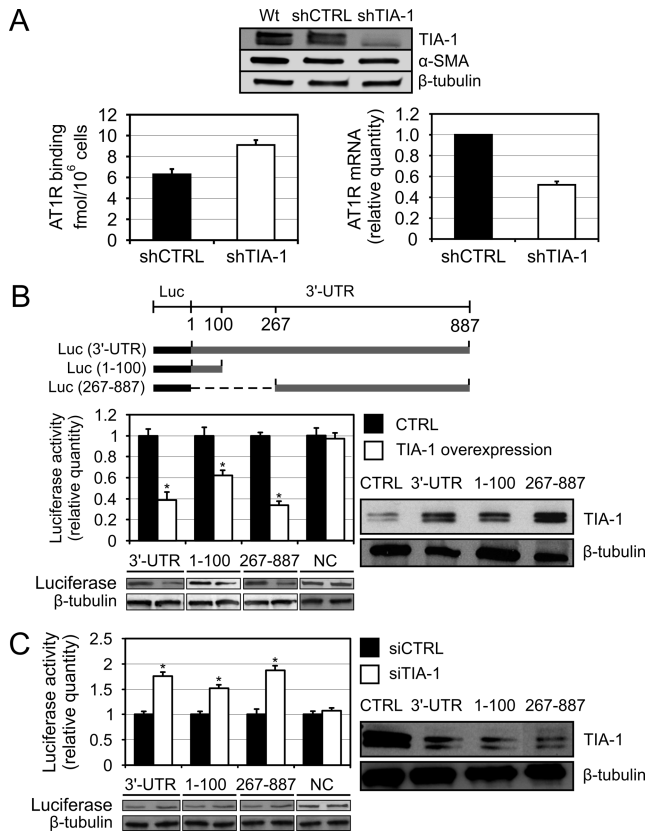 A
Wt shCTRL shTIA-1
TIA-1
α-SMA
β-tubulin
AT1R binding
fmol/10⁶ cells
12
10
8
6
4
2
0
shCTRL shTIA-1
AT1R mRNA
(relative quantity)
1.2
1.0
0.8
0.6
0.4
0.2
0
shCTRL shTIA-1
B
Luc 3'-UTR
1 100 267 887
Luc (3'-UTR)
Luc (1-100)
Luc (267-887)
Luciferase activity
(relative quantity)
1.2
1
0.8
0.6
0.4
0.2
0
* * *
3'-UTR 1-100 267-887 NC
Luciferase
β-tubulin
CTRL
TIA-1 overexpression
CTRL 3'-UTR 1-100 267-887
TIA-1
β-tubulin
C
Luciferase activity
(relative quantity)
2.5
2
1.5
1
0.5
0
* * *
3'-UTR 1-100 267-887 NC
Luciferase
β-tubulin
siCTRL
siTIA-1
CTRL 3'-UTR 1-100 267-887
TIA-1
β-tubulin